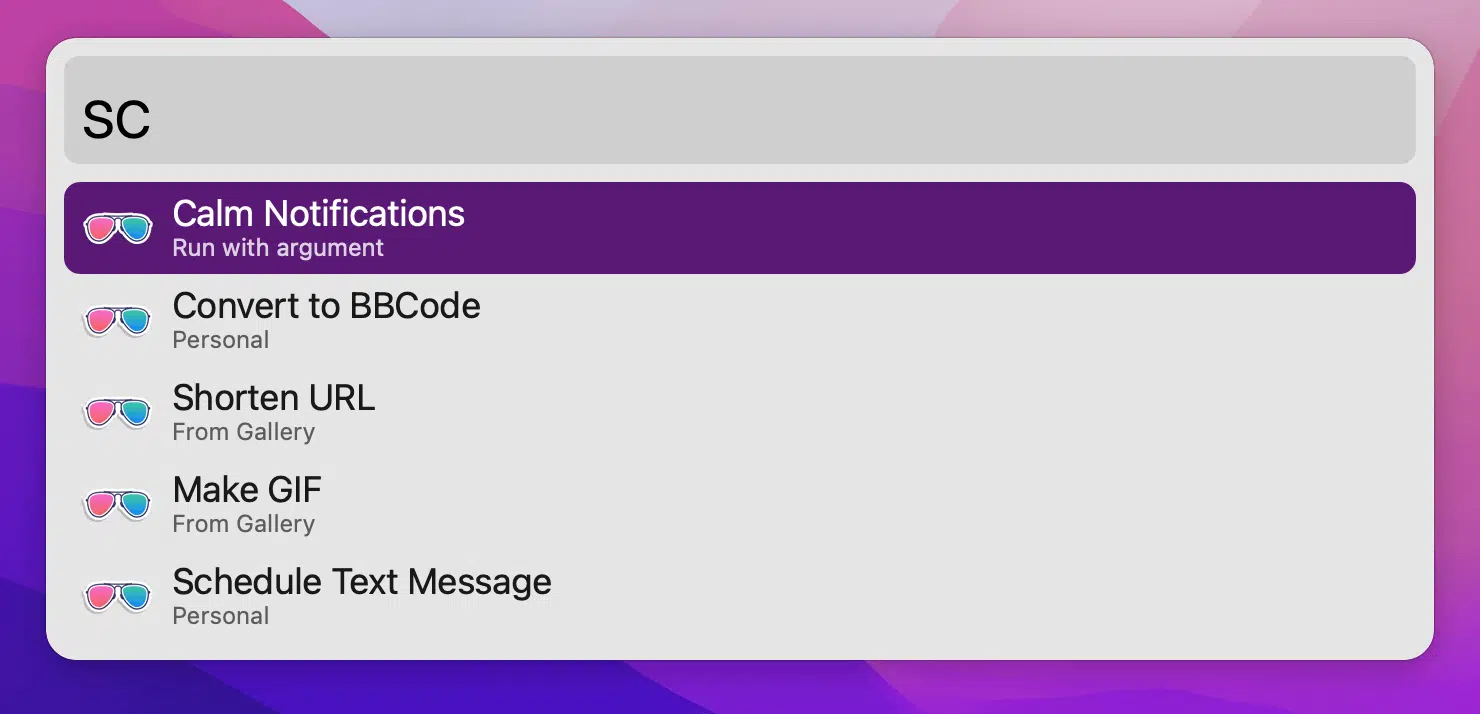 SC
Calm Notifications
Run with argument
Convert to BBCode
Personal
Shorten URL
From Gallery
Make GIF
From Gallery
Schedule Text Message
Personal